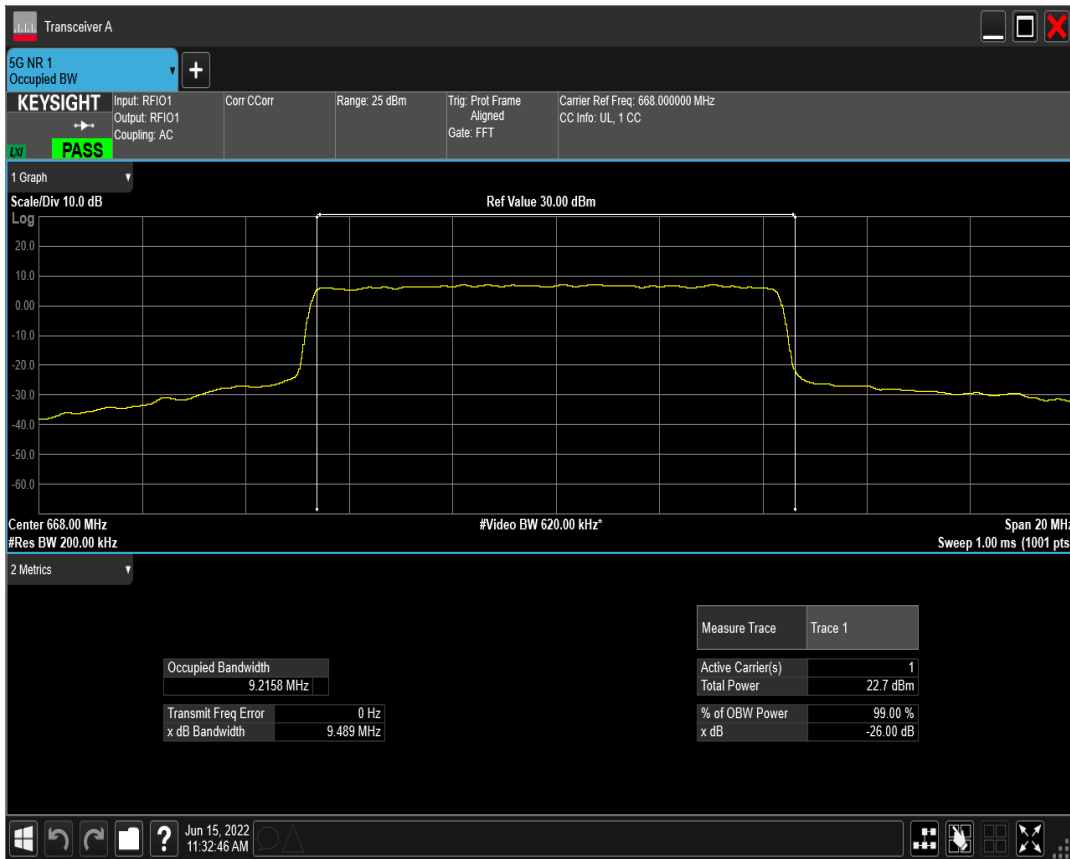 Transceiver A
5G NR 1
Occupied BW
KEYSIGHT
LXI
PASS
Input: RFIO1
Output: RFIO1
Coupling: AC
Corr CCorr
Range: 25 dBm
Trig: Prot Frame
Aligned
Gate: FFT
Carrier Ref Freq: 668.000000 MHz
CC Info: UL, 1 CC
1 Graph
Scale/Div 10.0 dB
Ref Value 30.00 dBm
Log
20.0
10.0
0.00
-10.0
-20.0
-30.0
-40.0
-50.0
-60.0
Center 668.00 MHz
#Video BW 620.00 kHz*
Span 20 MHz
#Res BW 200.00 kHz
Sweep 1.00 ms (1001 pts
2 Metrics
Measure Trace Trace 1
Occupied Bandwidth
9.2158 MHz
Active Carrier(s) 1
Total Power 22.7 dBm
Transmit Freq Error 0 Hz
x dB Bandwidth 9.489 MHz
% of OBW Power 99.00 %
x dB -26.00 dB
?
Jun 15, 2022
11:32:46 AM